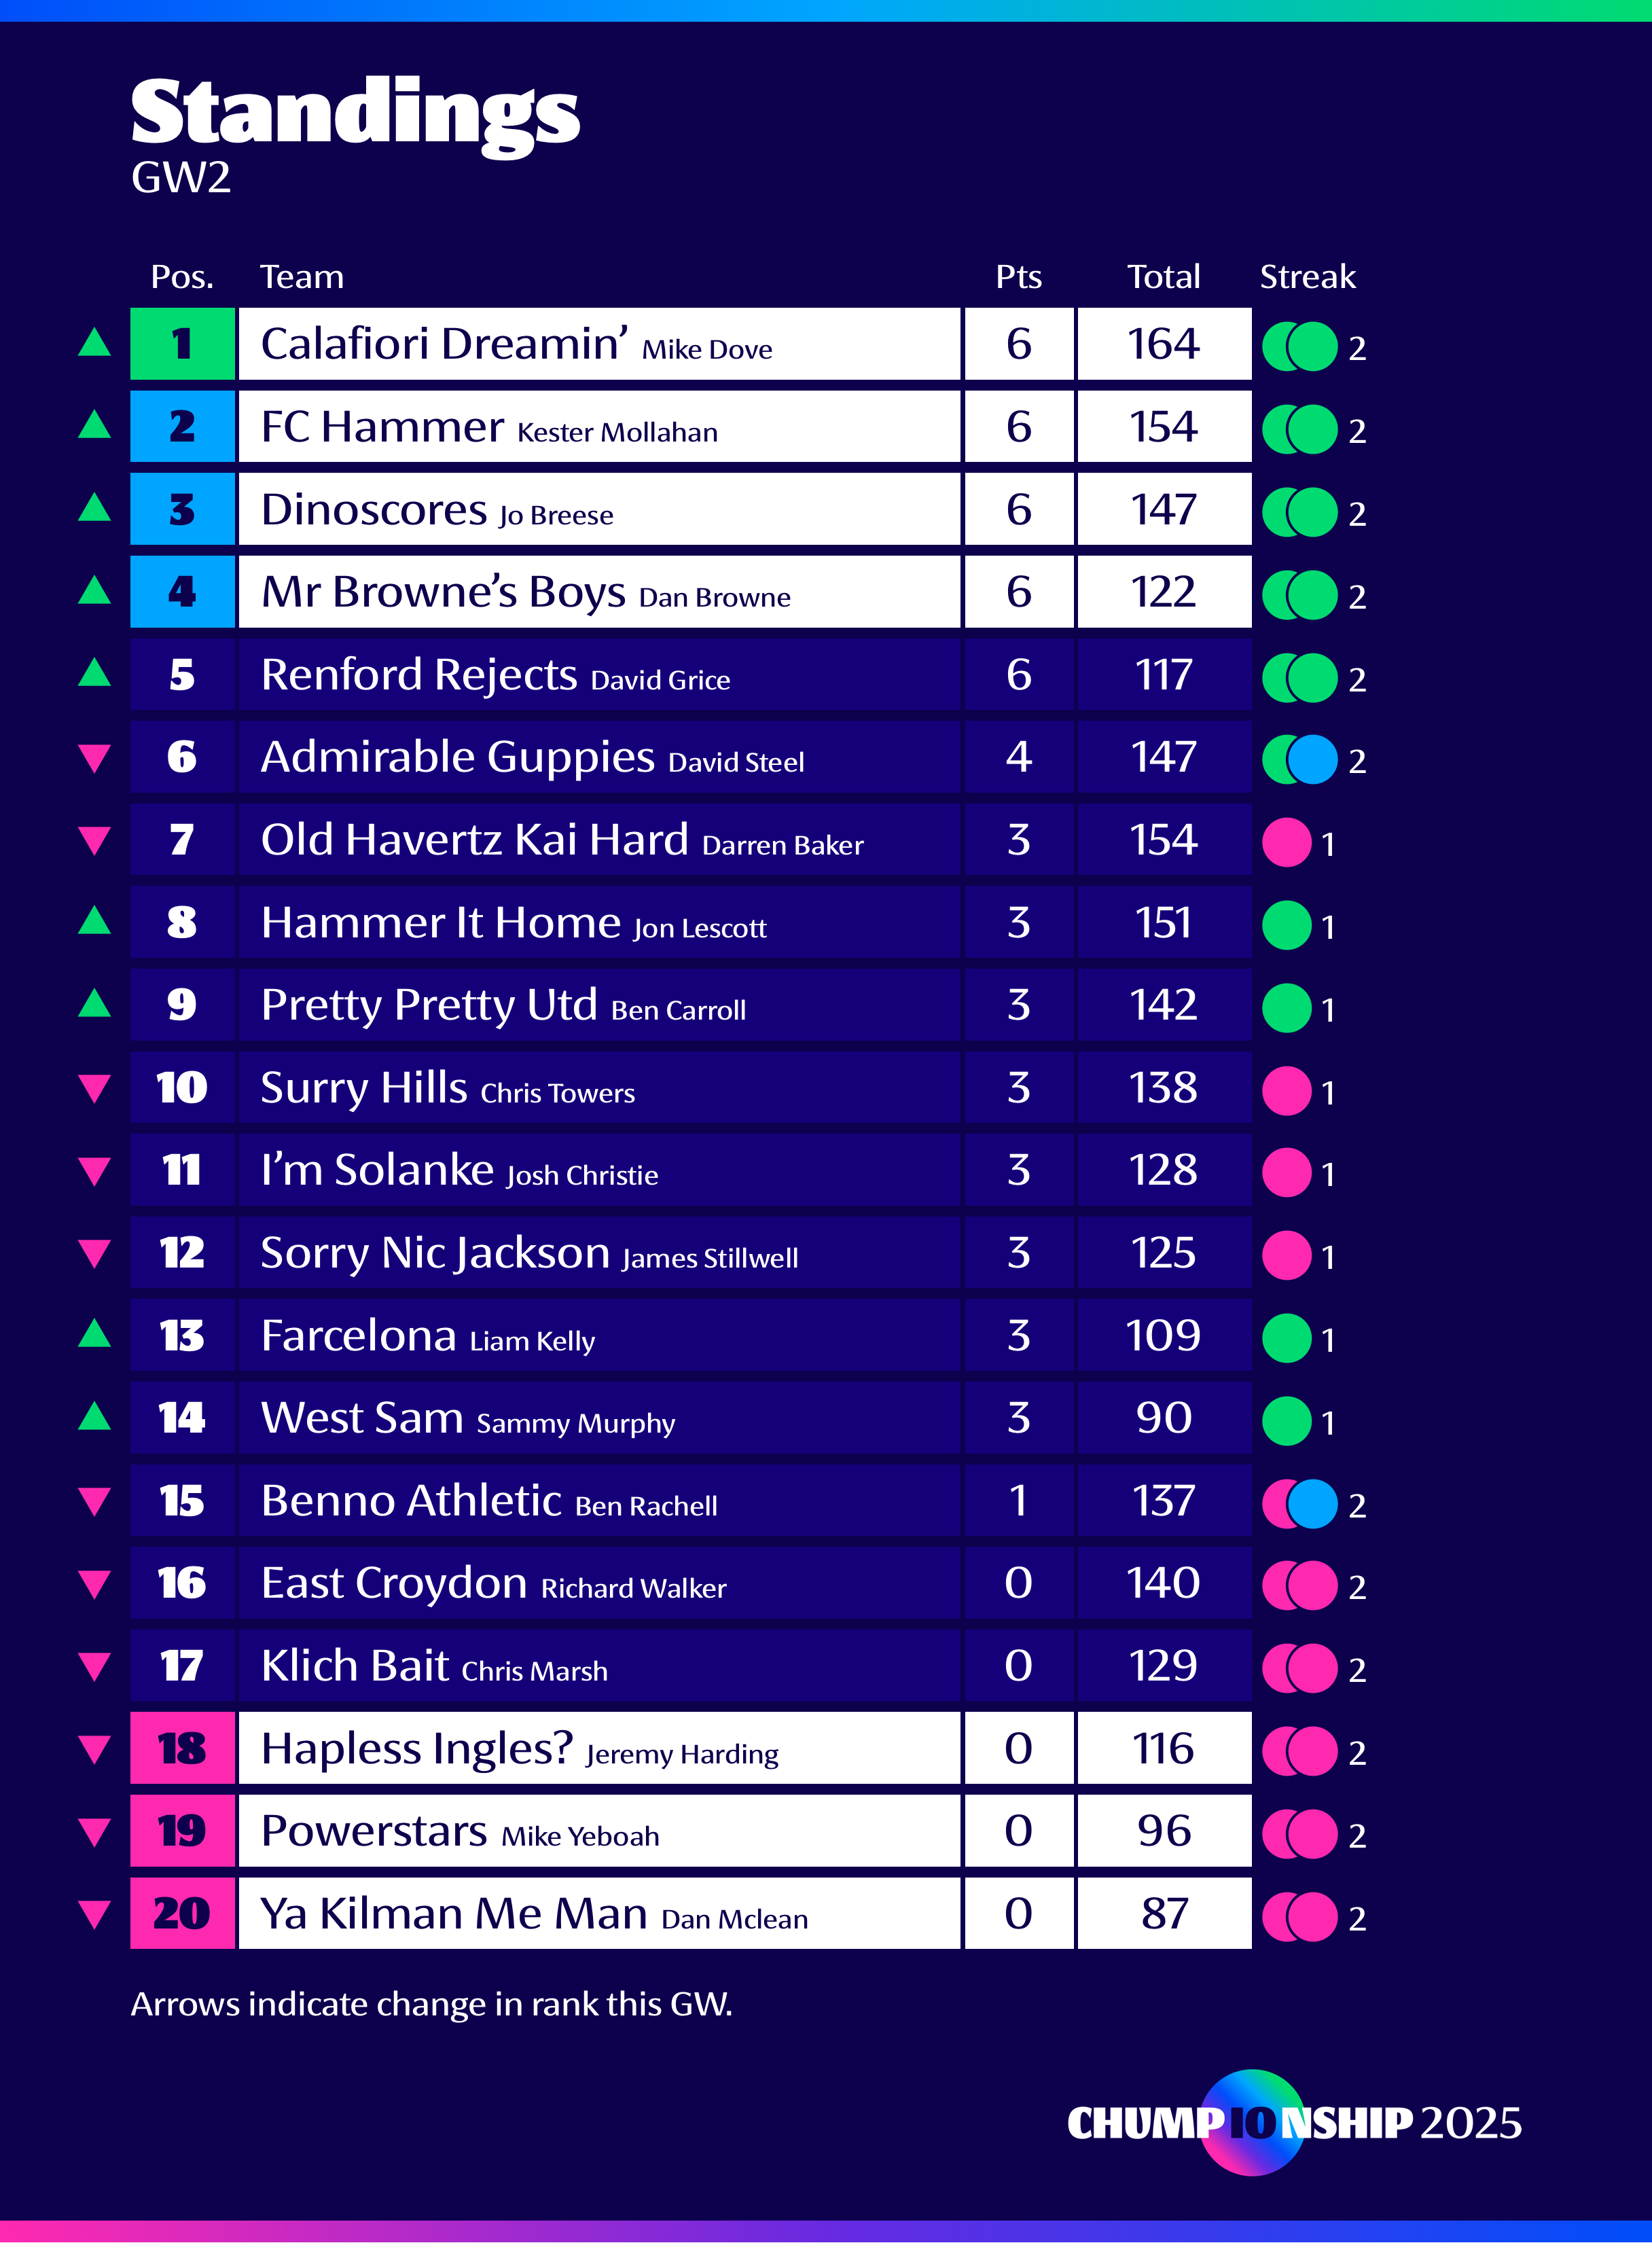 Standings
GW2
Pos. Team Pts Total Streak
1 Calafiori Dreamin’ Mike Dove 6 164 2
2 FC Hammer Kester Mollahan 6 154 2
3 Dinoscores Jo Breese 6 147 2
4 Mr Browne’s Boys Dan Browne 6 122 2
5 Renford Rejects David Grice 6 117 2
6 Admirable Guppies David Steel 4 147 2
7 Old Havertz Kai Hard Darren Baker 3 154 1
8 Hammer It Home Jon Lescott 3 151 1
9 Pretty Pretty Utd Ben Carroll 3 142 1
10 Surry Hills Chris Towers 3 138 1
11 I’m Solanke Josh Christie 3 128 1
12 Sorry Nic Jackson James Stillwell 3 125 1
13 Farcelona Liam Kelly 3 109 1
14 West Sam Sammy Murphy 3 90 1
15 Benno Athletic Ben Rachell 1 137 2
16 East Croydon Richard Walker 0 140 2
17 Klich Bait Chris Marsh 0 129 2
18 Hapless Ingles? Jeremy Harding 0 116 2
19 Powerstars Mike Yeboah 0 96 2
20 Ya Kilman Me Man Dan Mclean 0 87 2
Arrows indicate change in rank this GW.
CHUMP10NSHIP 2025